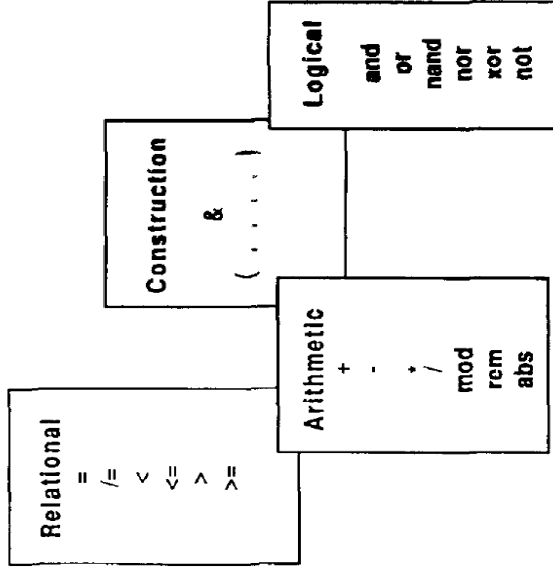 Relational
=
/=
<
<=
>
>=
Arithmetic
+
-
*
/
mod
rem
abs
Construction
&
( , , , , )
Logical
and
or
nand
nor
xor
not